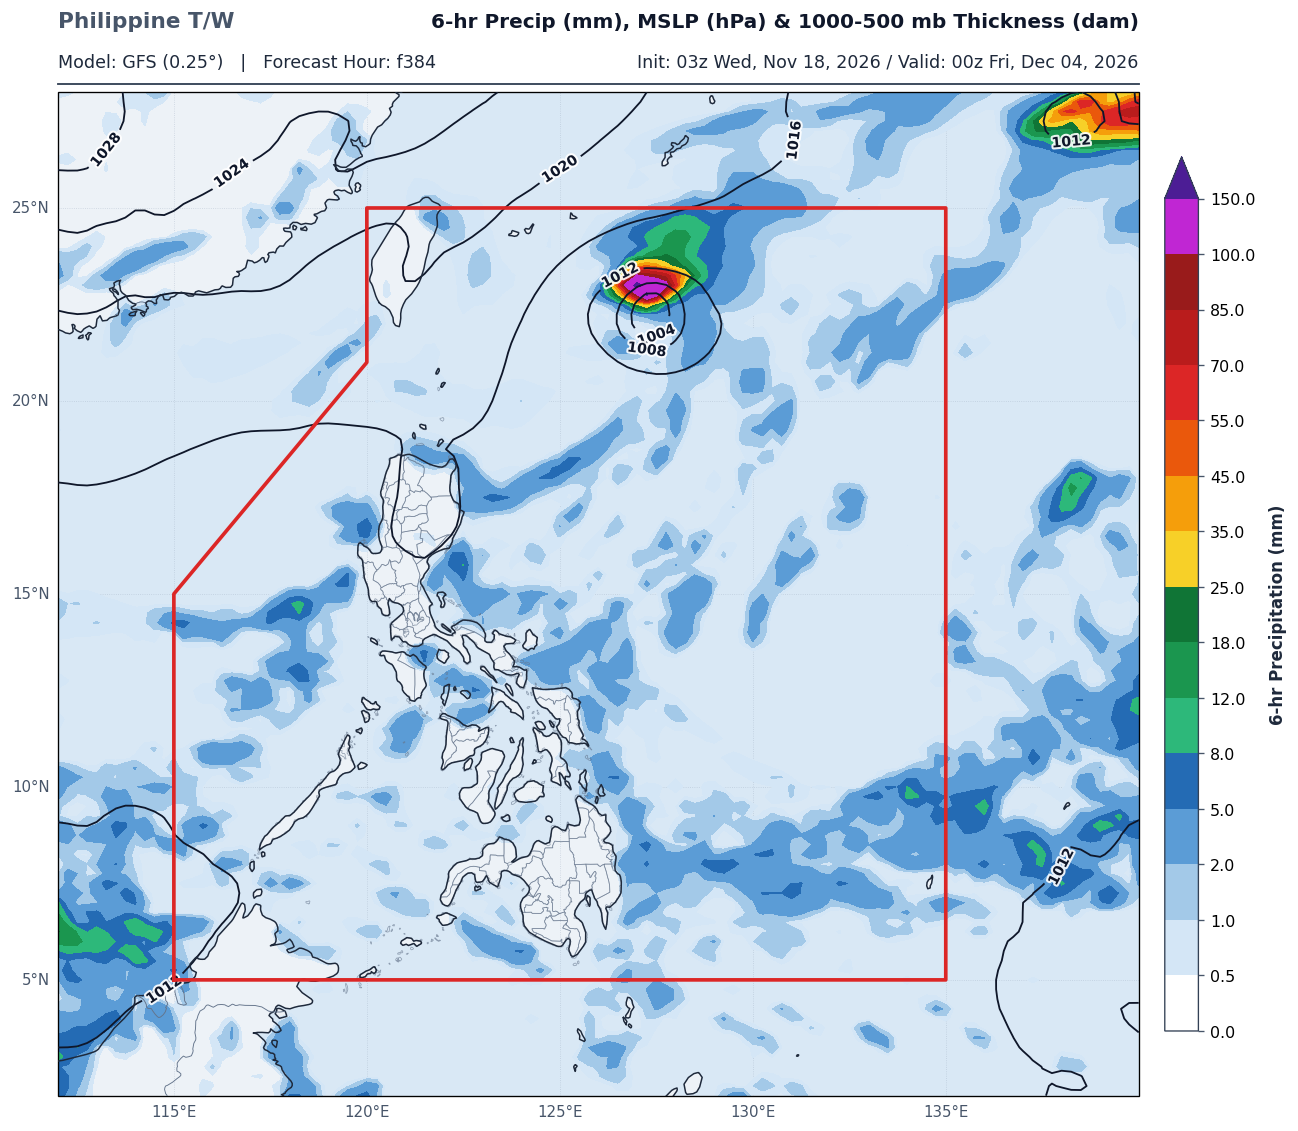 Philippine T/W
6-hr Precip (mm), MSLP (hPa) & 1000-500 mb Thickness (dam)
Model: GFS (0.25°)   |   Forecast Hour: f384
Init: 03z Wed, Nov 18, 2026 / Valid: 00z Fri, Dec 04, 2026
1028
1024
1020
1016
1012
1012
1004
1008
1012
1012
25°N
20°N
15°N
10°N
5°N
115°E
120°E
125°E
130°E
135°E
150.0
100.0
85.0
70.0
55.0
45.0
35.0
25.0
18.0
12.0
8.0
5.0
2.0
1.0
0.5
0.0
6-hr Precipitation (mm)